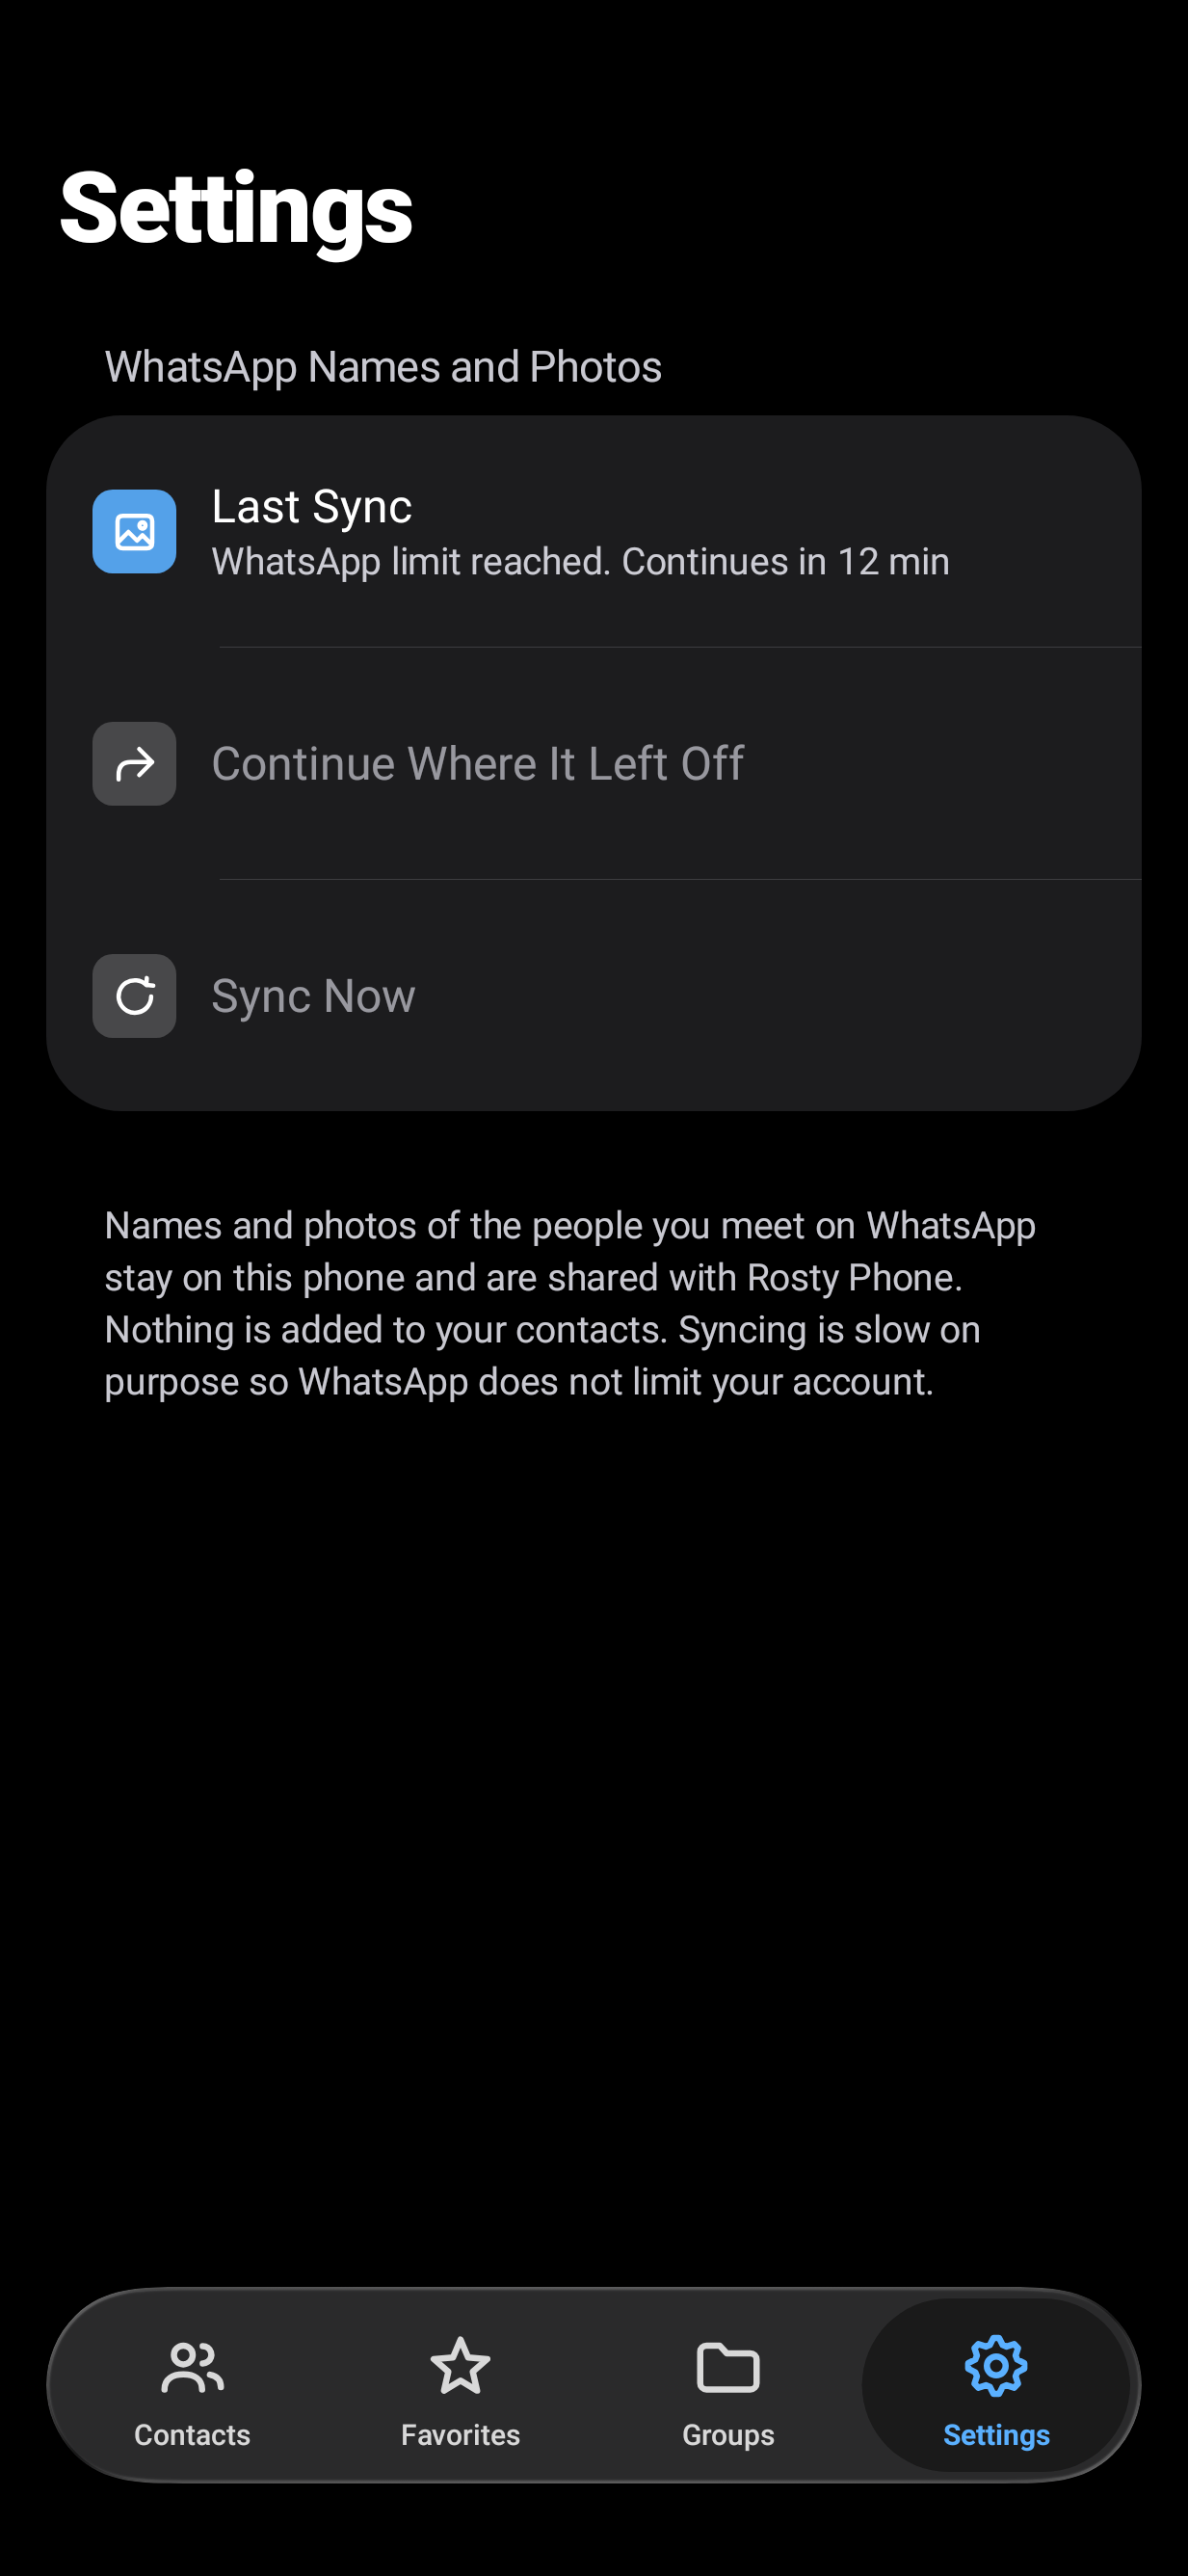 Settings
WhatsApp Names and Photos
Last Sync
WhatsApp limit reached. Continues in 12 min
Continue Where It Left Off
Sync Now
Names and photos of the people you meet on WhatsApp
stay on this phone and are shared with Rosty Phone.
Nothing is added to your contacts. Syncing is slow on
purpose so WhatsApp does not limit your account.
Contacts
Favorites
Groups
Settings